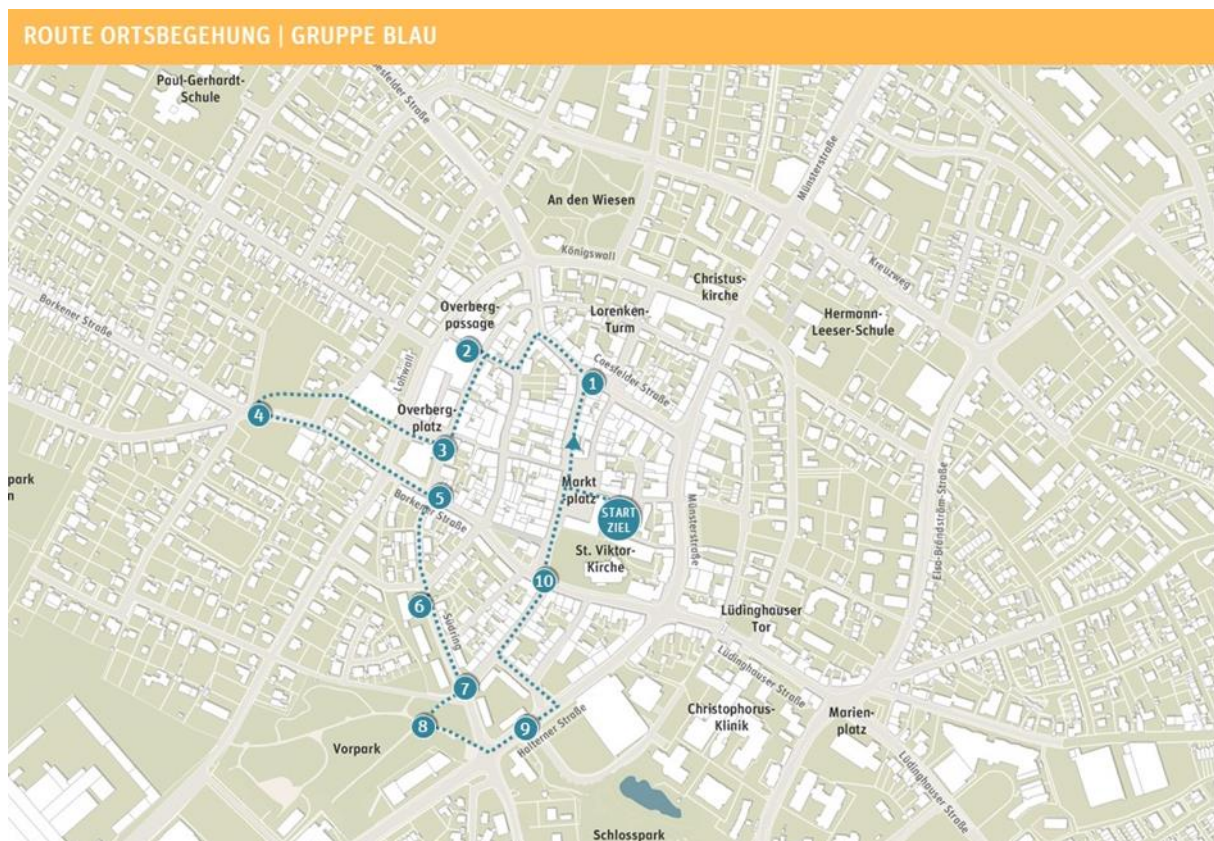 ROUTE ORTSBEGEHUNG | GRUPPE BLAU
Paul-Gerhardt-
Schule
esfelder Straße
Münsterstraße
An den Wiesen
Königswall
Kreuzweg
Christus-
kirche
Borkener Straße
Overberg-
passage
Lorenken-
Turm
Hermann-
Leeser-Schule
2
Coesfelder Straße
1
Lohwall
4
Overberg-
platz
3
park
n
Markt
-platz
5
Borkener Straße
START
ZIEL
Münsterstraße
Elsa-Brändström-Straße
St. Viktor-
Kirche
10
6
Südring
Lüdinghauser
Tor
Lüdinghauser Straße
7
8
9
Halterner Straße
Christophorus-
Klinik
Marien-
platz
Vorpark
Lüdinghauser Straße
Schlosspark